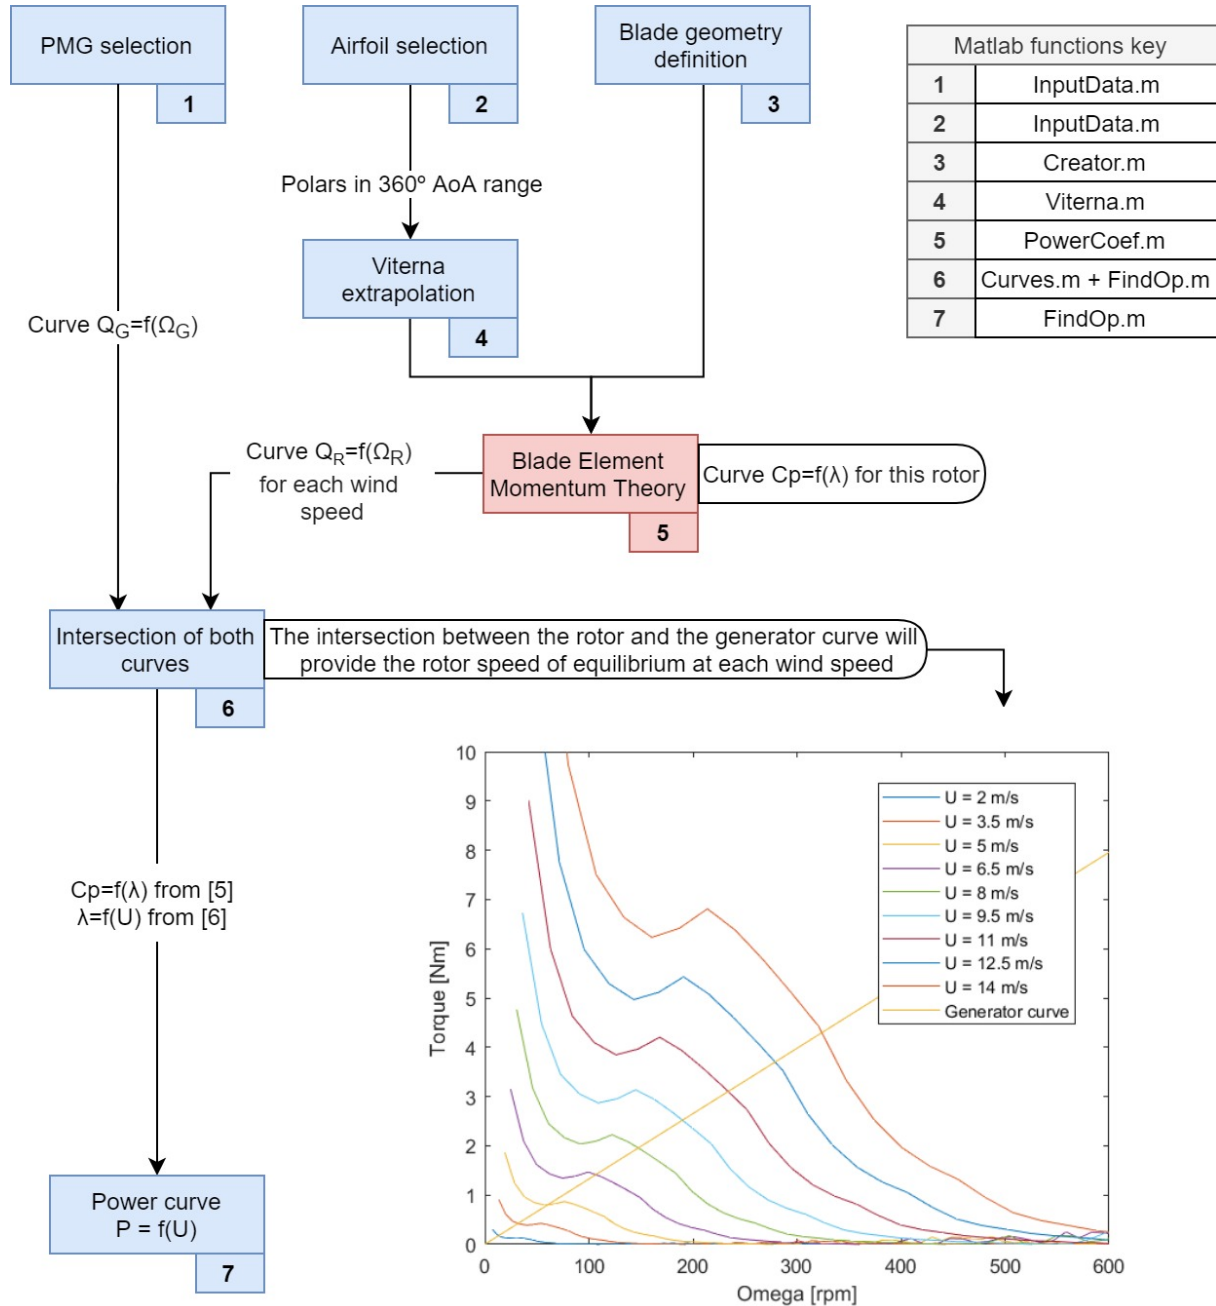 PMG selection
1
Airfoil selection
2
Blade geometry
definition
3
Matlab functions key
1 InputData.m
2 InputData.m
3 Creator.m
4 Viterna.m
5 PowerCoef.m
6 Curves.m + FindOp.m
7 FindOp.m
Polars in 360º AoA range
Viterna
extrapolation
4
Curve Q_G=f(Ω_G)
Curve Q_R=f(Ω_R)
for each wind
speed
Blade Element
Momentum Theory
5
Curve Cp=f(λ) for this rotor
Intersection of both
curves
6
The intersection between the rotor and the generator curve will
provide the rotor speed of equilibrium at each wind speed
Cp=f(λ) from [5]
λ=f(U) from [6]
Power curve
P = f(U)
7
Torque [Nm]
10
9
8
7
6
5
4
3
2
1
0
U = 2 m/s
U = 3.5 m/s
U = 5 m/s
U = 6.5 m/s
U = 8 m/s
U = 9.5 m/s
U = 11 m/s
U = 12.5 m/s
U = 14 m/s
Generator curve
0 100 200 300 400 500 600
Omega [rpm]